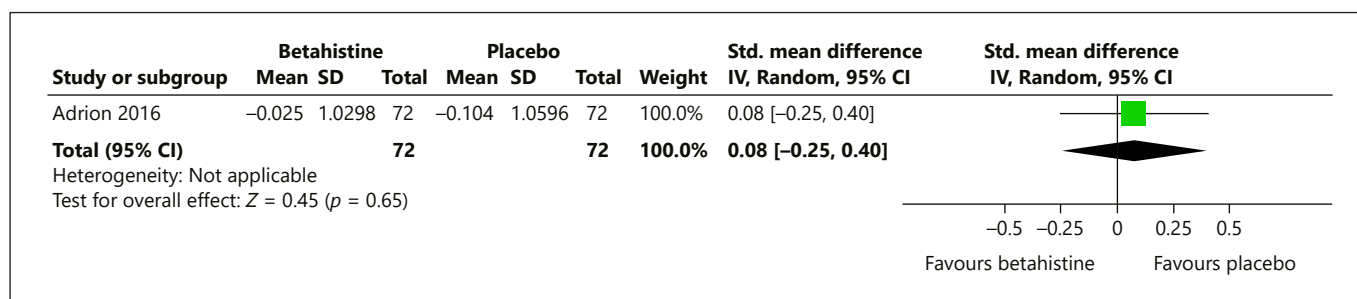 Betahistine Placebo Std. mean difference Std. mean difference
Study or subgroup Mean SD Total Mean SD Total Weight IV, Random, 95% CI IV, Random, 95% CI
Adrion 2016 –0.025 1.0298 72 –0.104 1.0596 72 100.0% 0.08 [–0.25, 0.40]
Total (95% CI) 72 72 100.0% 0.08 [–0.25, 0.40]
Heterogeneity: Not applicable
Test for overall effect: Z = 0.45 (p = 0.65)
–0.5 –0.25 0 0.25 0.5
Favours betahistine Favours placebo